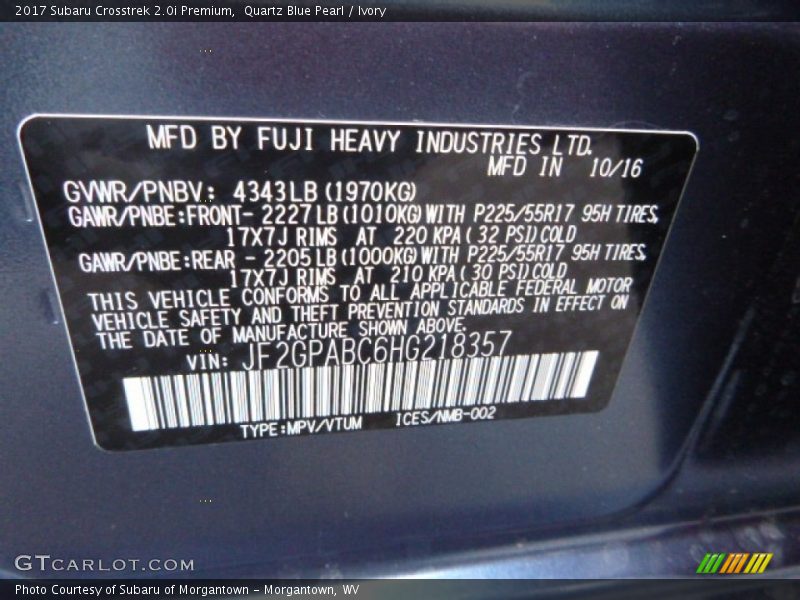 2017 Subaru Crosstrek 2.0i Premium,  Quartz Blue Pearl / Ivory
MFD BY FUJI HEAVY INDUSTRIES LTD.
MFD IN 10/16
GVWR/PNBV: 4343LB (1970KG)
GAWR/PNBE:FRONT- 2227 LB (1010KG) WITH P225/55R17 95H TIRES,
17X7J RIMS AT 220 KPA ( 32 PSI) COLD
GAWR/PNBE:REAR - 2205 LB (1000KG) WITH P225/55R17 95H TIRES,
17X7J RIMS AT 210 KPA ( 30 PSI) COLD
THIS VEHICLE CONFORMS TO ALL APPLICABLE FEDERAL MOTOR
VEHICLE SAFETY AND THEFT PREVENTION STANDARDS IN EFFECT ON
THE DATE OF MANUFACTURE SHOWN ABOVE.
VIN: JF2GPABC6HG218357
TYPE:MPV/VTUM ICES/NMB-002
GTCARLOT.COM
Photo Courtesy of Subaru of Morgantown - Morgantown, WV